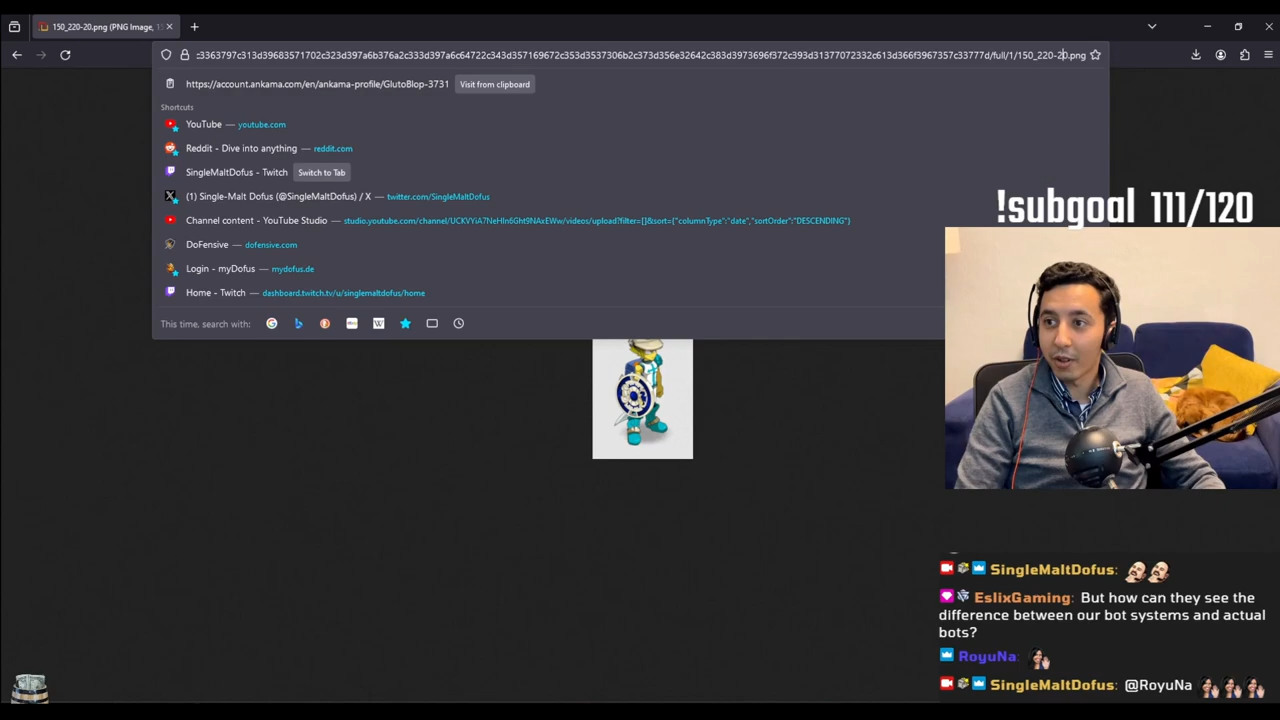 150_220-20.png (PNG Image, 1
:3363797c313d39683571702c323d397a6b376a2c333d397a6c64722c343d357169672c353d3537306b2c373d356e32642c383d3973696f372c393d31377072332c613d366f3967357c33777d/full/1/150_220-20.png
https://account.ankama.com/en/ankama-profile/GlutoBlop-3731 Visit from clipboard
Shortcuts
YouTube — youtube.com
Reddit - Dive into anything — reddit.com
SingleMaltDofus - Twitch Switch to Tab
(1) Single-Malt Dofus (@SingleMaltDofus) / X — twitter.com/SingleMaltDofus
Channel content - YouTube Studio — studio.youtube.com/channel/UCKVYiA7NeHIn6Ght9NAxEWw/videos/upload?filter=[]&sort={"columnType":"date","sortOrder":"DESCENDING"}
DoFensive — dofensive.com
Login - myDofus — mydofus.de
Home - Twitch — dashboard.twitch.tv/u/singlemaltdofus/home
This time, search with:
!subgoal 111/120
SingleMaltDofus:
EslixGaming: But how can they see the
difference between our bot systems and actual
bots?
RoyuNa:
SingleMaltDofus: @RoyuNa